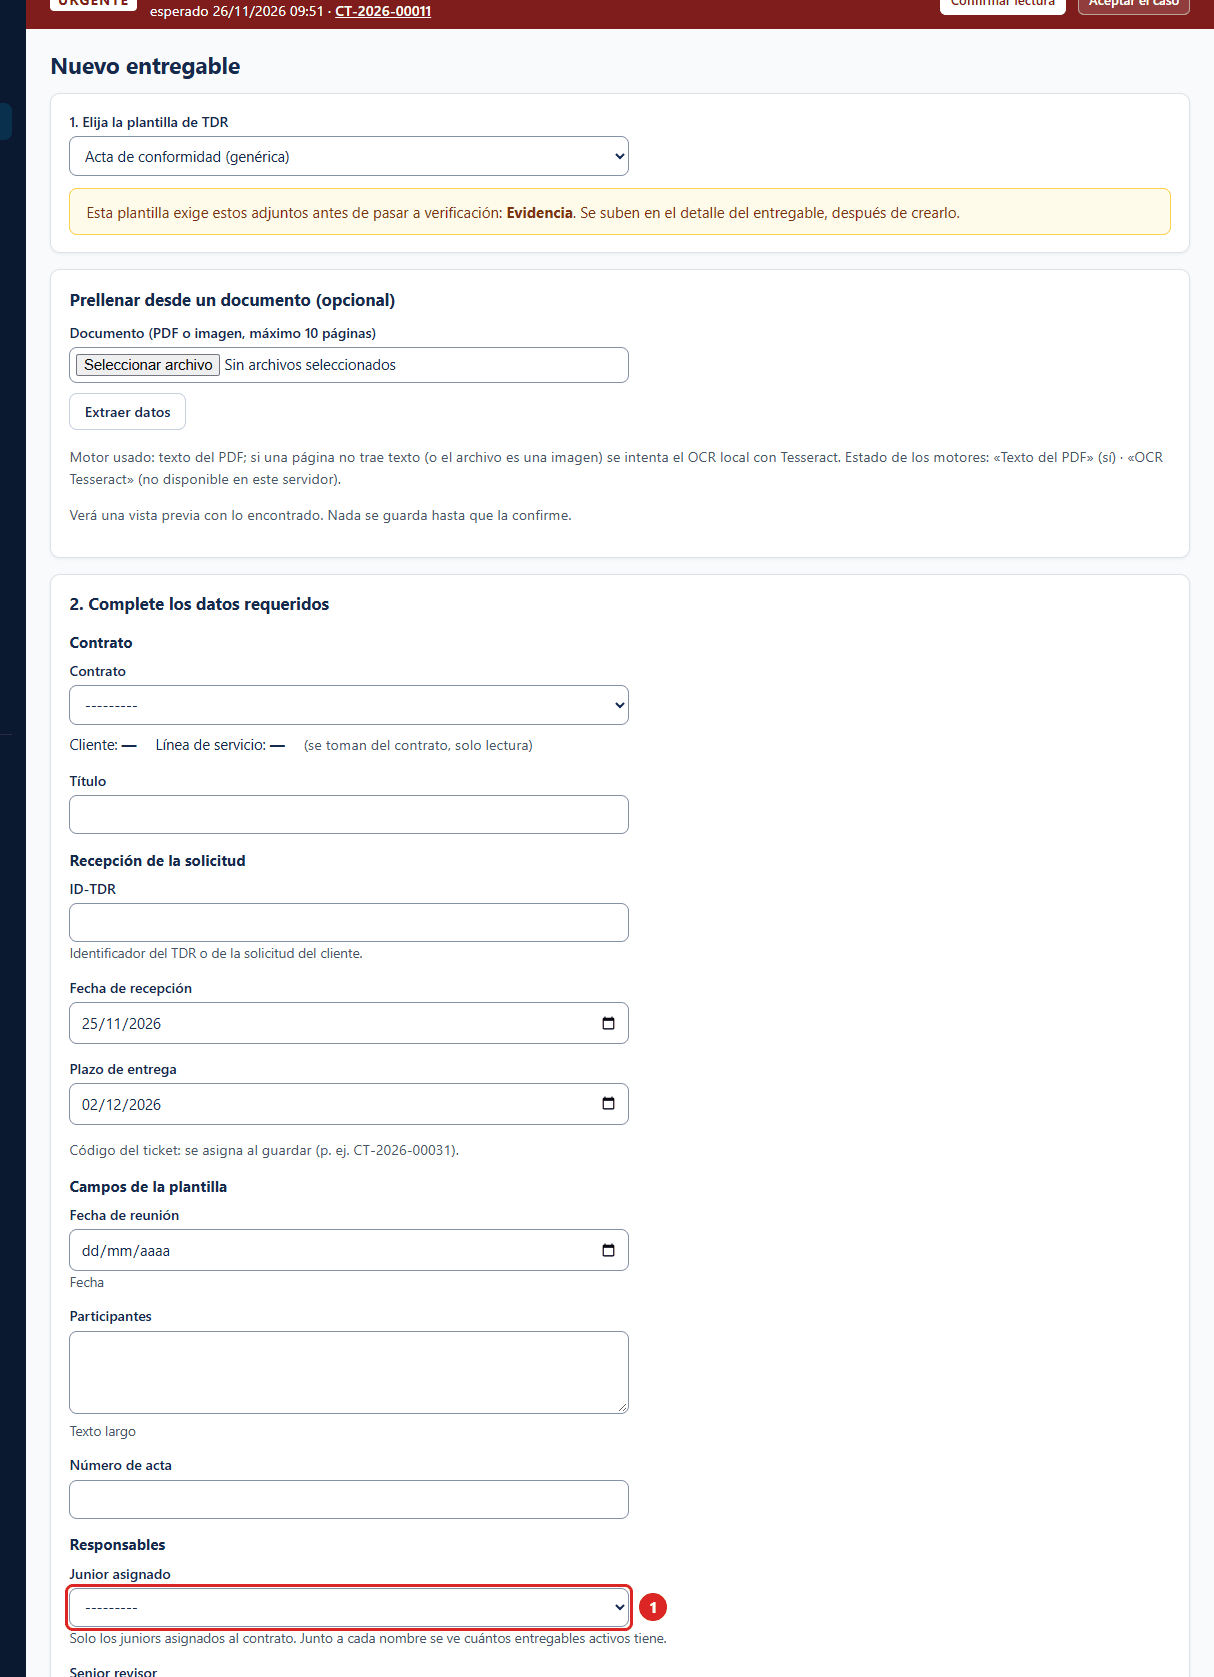 URGENTE
esperado 26/11/2026 09:51 · CT-2026-00011
Confirmar lectura
Aceptar el caso
Nuevo entregable
1. Elija la plantilla de TDR
Acta de conformidad (genérica)
Esta plantilla exige estos adjuntos antes de pasar a verificación: Evidencia. Se suben en el detalle del entregable, después de crearlo.
Prellenar desde un documento (opcional)
Documento (PDF o imagen, máximo 10 páginas)
Seleccionar archivo Sin archivos seleccionados
Extraer datos
Motor usado: texto del PDF; si una página no trae texto (o el archivo es una imagen) se intenta el OCR local con Tesseract. Estado de los motores: «Texto del PDF» (sí) · «OCR
Tesseract» (no disponible en este servidor).
Verá una vista previa con lo encontrado. Nada se guarda hasta que la confirme.
2. Complete los datos requeridos
Contrato
Contrato
---------
Cliente: — Línea de servicio: — (se toman del contrato, solo lectura)
Título
Recepción de la solicitud
ID-TDR
Identificador del TDR o de la solicitud del cliente.
Fecha de recepción
25/11/2026
Plazo de entrega
02/12/2026
Código del ticket: se asigna al guardar (p. ej. CT-2026-00031).
Campos de la plantilla
Fecha de reunión
dd/mm/aaaa
Fecha
Participantes
Texto largo
Número de acta
Responsables
Junior asignado
---------
1
Solo los juniors asignados al contrato. Junto a cada nombre se ve cuántos entregables activos tiene.
Senior revisor